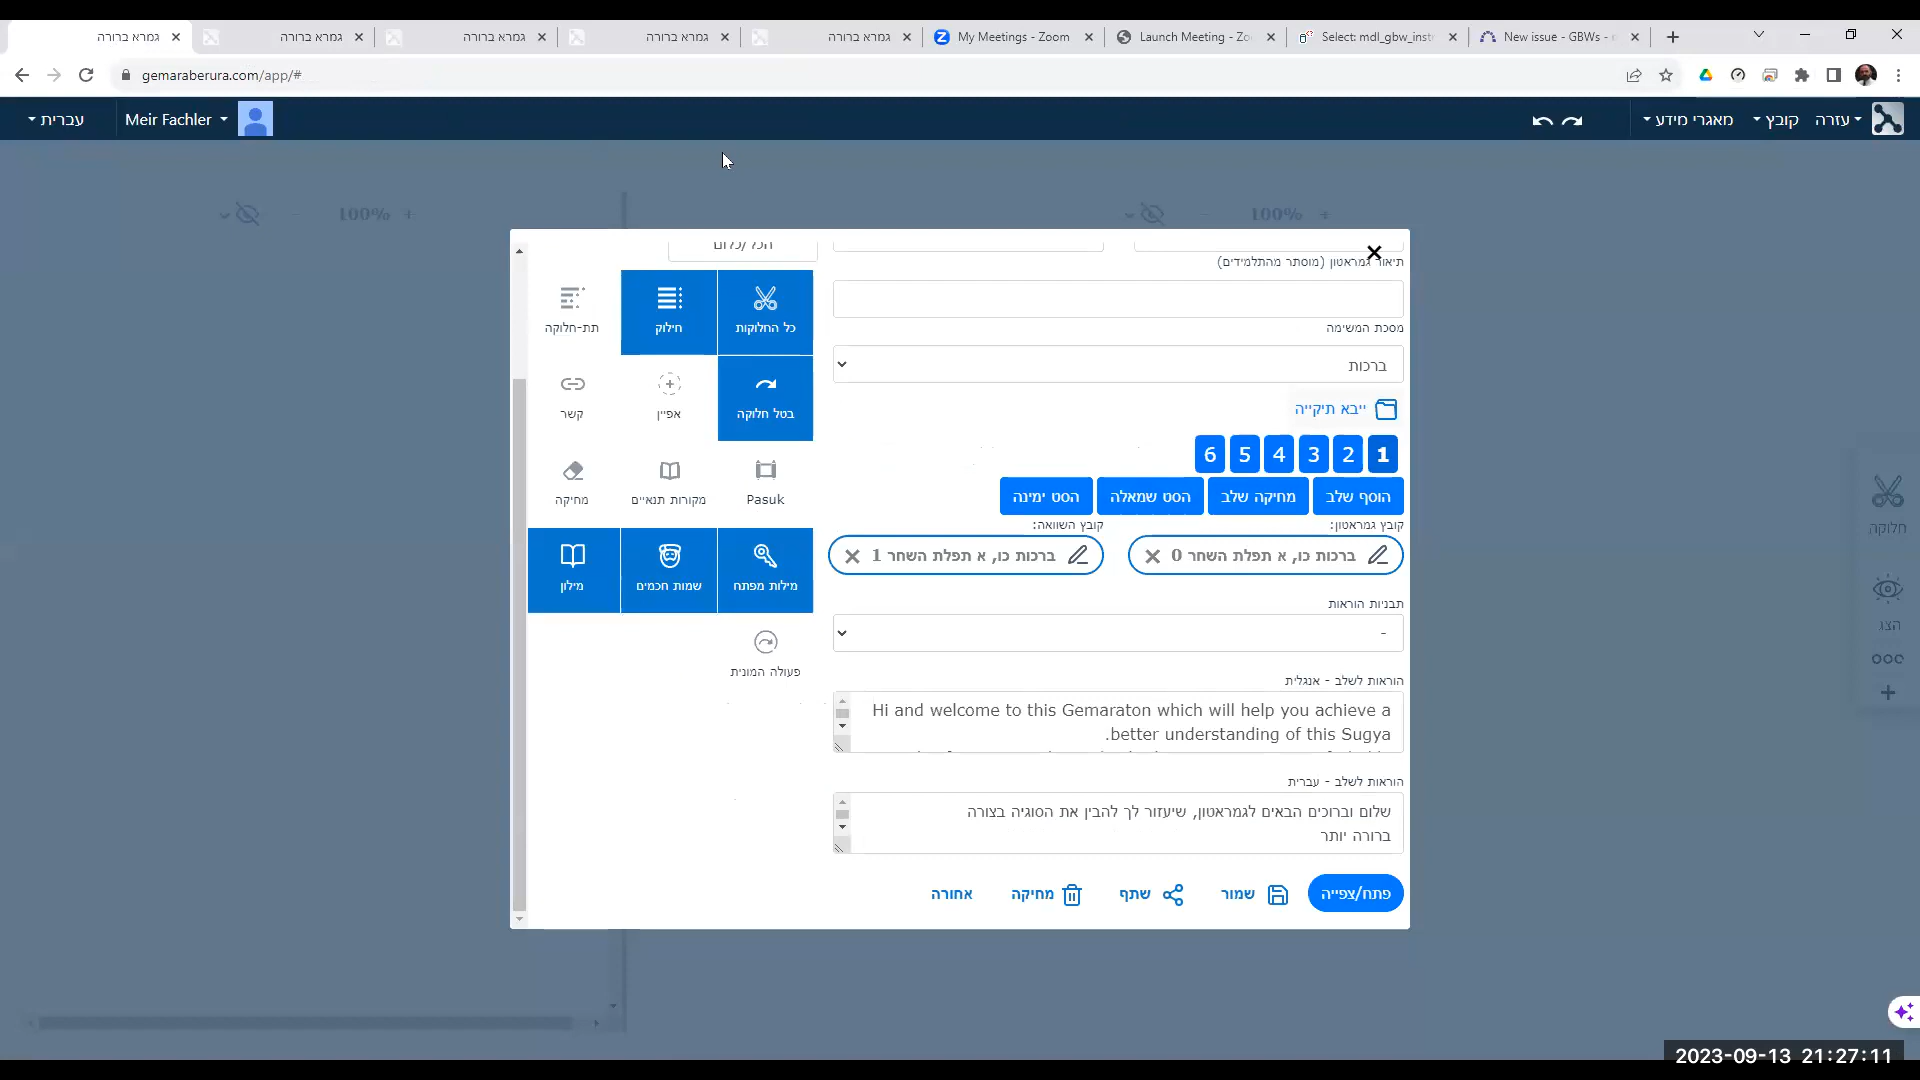 גמרא ברורה
גמרא ברורה
גמרא ברורה
גמרא ברורה
גמרא ברורה
My Meetings - Zoom
Launch Meeting - Zo
Select: mdl_gbw_inst
New issue - GBWs -
gemaraberura.com/app/#
עברית
Meir Fachler
מאגרי מידע
קובץ
עזרה
100%
100%
הכל/כלום
תיאור גמראטון (מוסתר מהתלמידים)
כל החלוקות
חילוק
תת-חלוקה
מסכת המשימה
ברכות
בטל חלוקה
אפיין
קשר
ייבא תיקייה
1 2 3 4 5 6
Pasuk
מקורות תנאיים
מחיקה
הוסף שלב
מחיקה שלב
הסט שמאלה
הסט ימינה
קובץ גמראטון:
קובץ השוואה:
ברכות כו, א תפלת השחר 0
ברכות כו, א תפלת השחר 1
מילות מפתח
שמות חכמים
מילון
תבניות הוראות
-
פעולה המונית
הוראות לשלב - אנגלית
Hi and welcome to this Gemaraton which will help you achieve a
.better understanding of this Sugya
הוראות לשלב - עברית
שלום וברוכים הבאים לגמראטון, שיעזור לך להבין את הסוגיה בצורה
ברורה יותר
פתח/צפייה
שמור
שתף
מחיקה
אחורה
חלוקה
הצג
2023-09-13 21:27:11